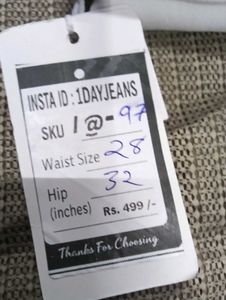 INSTA ID : 1DAYJEANS
SKU 1@-97
Waist Size 28
Hip 32
(inches) Rs. 499 /-
Thanks For Choosing